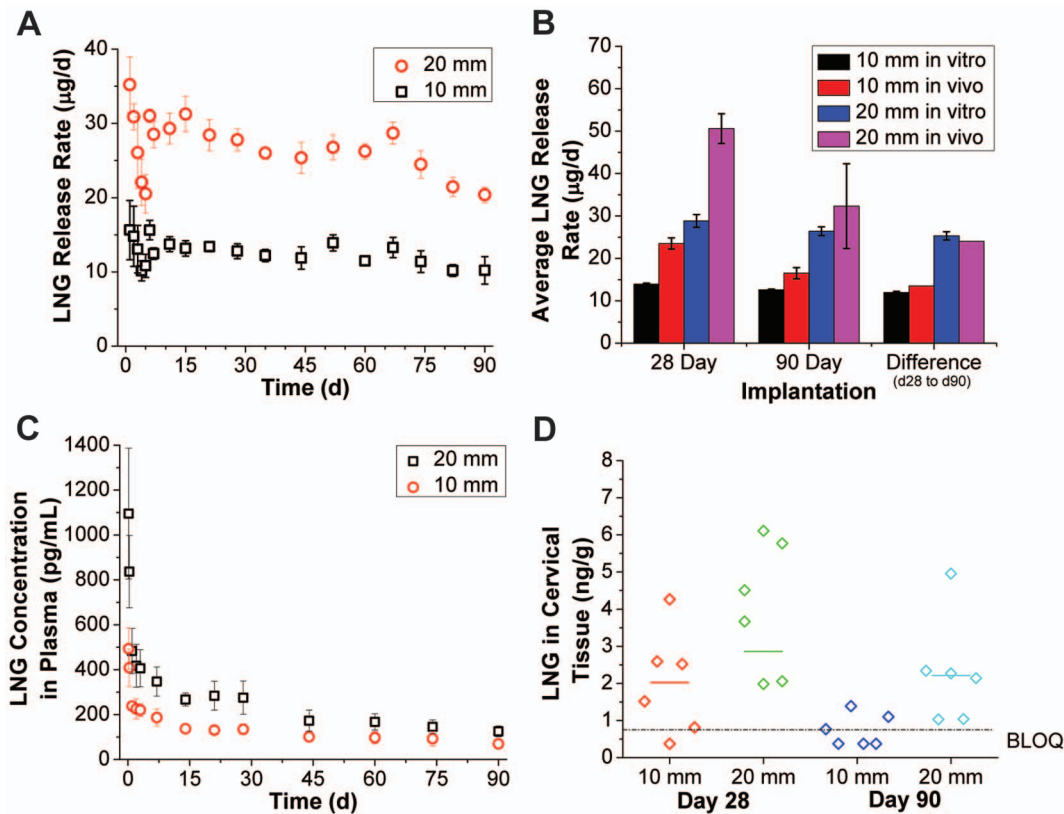 A
LNG Release Rate (µg/d)
40
30
20
10
0
0 15 30 45 60 75 90
Time (d)
20 mm
10 mm
B
Average LNG Release
Rate (µg/d)
70
60
50
40
30
20
10
0
10 mm in vitro
10 mm in vivo
20 mm in vitro
20 mm in vivo
28 Day 90 Day Difference
(d28 to d90)
Implantation
C
LNG Concentration
in Plasma (pg/mL)
1400
1200
1000
800
600
400
200
0
0 15 30 45 60 75 90
Time (d)
20 mm
10 mm
D
LNG in Cervical
Tissue (ng/g)
8
7
6
5
4
3
2
1
0
BLOQ
10 mm 20 mm 10 mm 20 mm
Day 28 Day 90